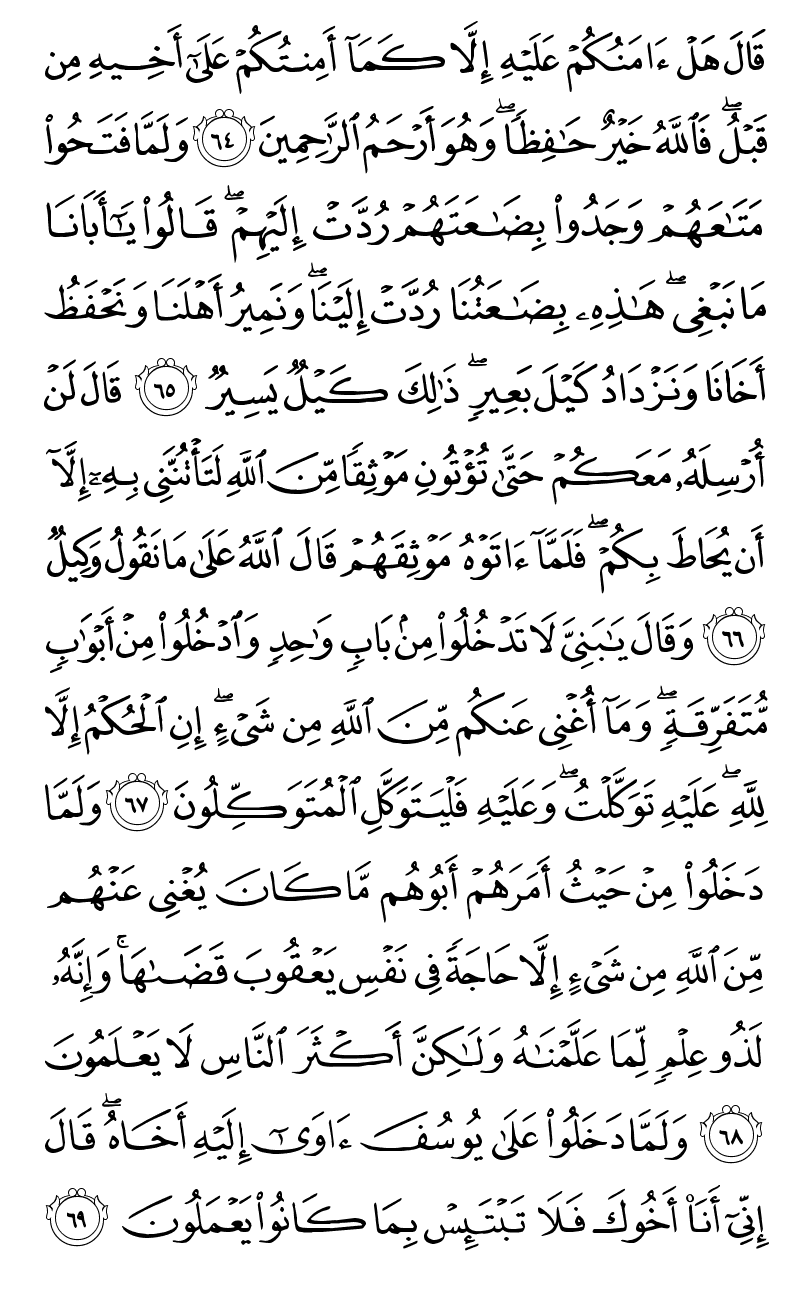 قَالَ هَلْ ءَامَنُكُمْ عَلَيْهِ إِلَّا كَمَآ أَمِنتُكُمْ عَلَىٰٓ أَخِيهِ مِن
قَبْلُ ۖ فَٱللَّهُ خَيْرٌ حَـٰفِظًا ۖ وَهُوَ أَرْحَمُ ٱلرَّٰحِمِينَ ٦٤ وَلَمَّا فَتَحُوا۟
مَتَـٰعَهُمْ وَجَدُوا۟ بِضَـٰعَتَهُمْ رُدَّتْ إِلَيْهِمْ ۖ قَالُوا۟ يَـٰٓأَبَانَا
مَا نَبْغِى ۖ هَـٰذِهِۦ بِضَـٰعَتُنَا رُدَّتْ إِلَيْنَا ۖ وَنَمِيرُ أَهْلَنَا وَنَحْفَظُ
أَخَانَا وَنَزْدَادُ كَيْلَ بَعِيرٍ ۖ ذَٰلِكَ كَيْلٌ يَسِيرٌ ٦٥ قَالَ لَنْ
أُرْسِلَهُۥ مَعَكُمْ حَتَّىٰ تُؤْتُونِ مَوْثِقًا مِّنَ ٱللَّهِ لَتَأْتُنَّنِى بِهِۦٓ إِلَّآ
أَن يُحَاطَ بِكُمْ ۖ فَلَمَّآ ءَاتَوْهُ مَوْثِقَهُمْ قَالَ ٱللَّهُ عَلَىٰ مَا نَقُولُ وَكِيلٌ
٦٦ وَقَالَ يَـٰبَنِىَّ لَا تَدْخُلُوا۟ مِنۢ بَابٍ وَٰحِدٍ وَٱدْخُلُوا۟ مِنْ أَبْوَٰبٍ
مُّتَفَرِّقَةٍ ۖ وَمَآ أُغْنِى عَنكُم مِّنَ ٱللَّهِ مِن شَىْءٍ ۖ إِنِ ٱلْحُكْمُ إِلَّا
لِلَّهِ ۖ عَلَيْهِ تَوَكَّلْتُ ۖ وَعَلَيْهِ فَلْيَتَوَكَّلِ ٱلْمُتَوَكِّلُونَ ٦٧ وَلَمَّا
دَخَلُوا۟ مِنْ حَيْثُ أَمَرَهُمْ أَبُوهُم مَّا كَانَ يُغْنِى عَنْهُم
مِّنَ ٱللَّهِ مِن شَىْءٍ إِلَّا حَاجَةً فِى نَفْسِ يَعْقُوبَ قَضَىٰهَا ۚ وَإِنَّهُۥ
لَذُو عِلْمٍ لِّمَا عَلَّمْنَـٰهُ وَلَـٰكِنَّ أَكْثَرَ ٱلنَّاسِ لَا يَعْلَمُونَ
٦٨ وَلَمَّا دَخَلُوا۟ عَلَىٰ يُوسُفَ ءَاوَىٰٓ إِلَيْهِ أَخَاهُ ۖ قَالَ
إِنِّىٓ أَنَا۠ أَخُوكَ فَلَا تَبْتَئِسْ بِمَا كَانُوا۟ يَعْمَلُونَ ٦٩